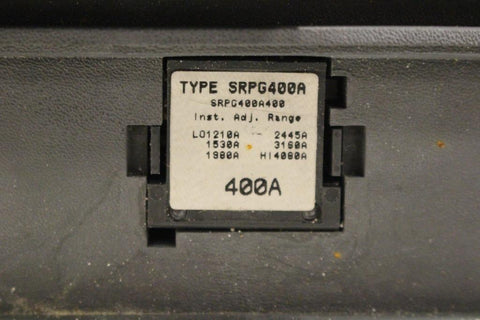 TYPE SRPG400A
SRPG400A400
Inst. Adj. Range
LO1210A - 2445A
1530A 3160A
1980A HI4080A
400A